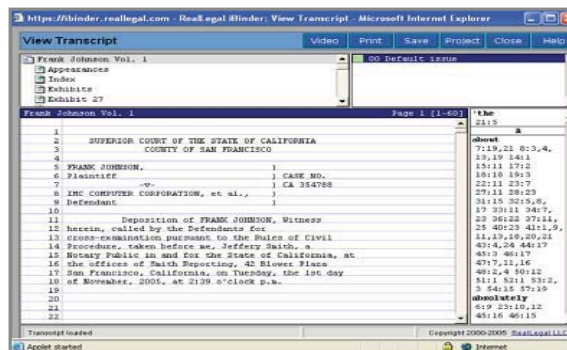 https://ibinder.reallegal.com - RealLegal iBinder: View Transcript - Microsoft Internet Explorer
View Transcript
Video Print Save Project Close Help
Frank Johnson Vol. 1
Appearances
Index
Exhibits
Exhibit 27
00 Default issue
Frank Johnson Vol. 1 Page 1 [1-60]
1
2 SUPERIOR COURT OF THE STATE OF CALIFORNIA
3 COUNTY OF SAN FRANCISCO
4
5 FRANK JOHNSON, )
6 Plaintiff ) CASE NO.
7 -v- ) CA 354788
8 IMC COMPUTER CORPORATION, et al., )
9 Defendant )
10
11 Deposition of FRANK JOHNSON, Witness
12 herein, called by the Defendants for
13 cross-examination pursuant to the Rules of Civil
14 Procedure, taken before me, Jeffery Smith, a
15 Notary Public in and for the State of California, at
16 the offices of Smith Reporting, 42 Blower Plaza
17 San Francisco, California, on Tuesday, the 1st day
18 of November, 2005, at 2:39 o'clock p.m.
19
20
21
22
'the
21:5
A
about
7:19,21 8:3,4,
13,19 14:1
15:11 17:2
18:18 19:3
22:11 23:7
27:11 28:23
31:15 32:5,8,
17 33:11 34:7,
23 36:22 37:11,
25 40:23 41:1,9,
11,13,18,20,21
43:4,24 44:17
45:3 46:17
47:7,11,16
48:2,4 50:12
51:1 52:1 53:2,
3 54:15 57:19
absolutely
6:9 23:10,12
45:16 46:15
Transcript loaded
Copyright 2000-2005 RealLegal LLC
Applet started
Internet